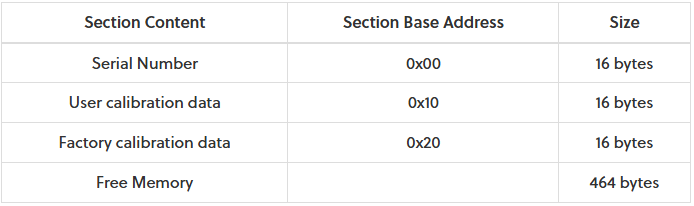 Section Content Section Base Address Size
Serial Number 0x00 16 bytes
User calibration data 0x10 16 bytes
Factory calibration data 0x20 16 bytes
Free Memory 464 bytes